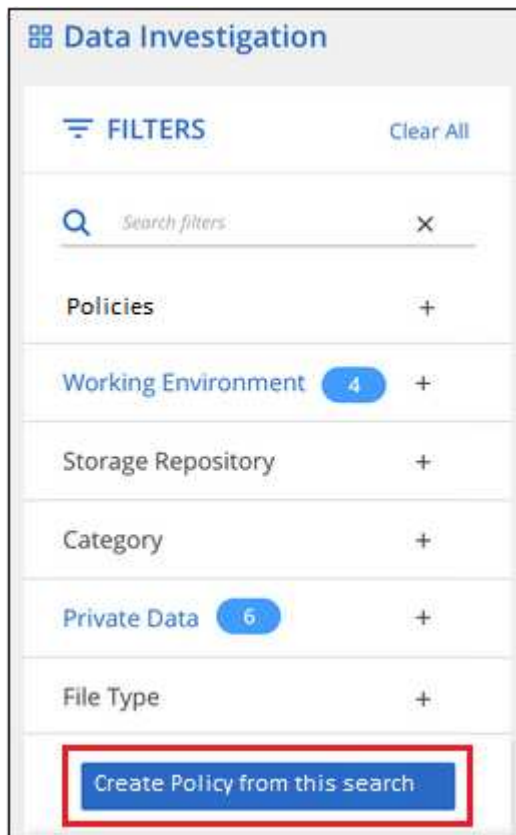 Data Investigation
FILTERS Clear All
Search filters
Policies
Working Environment 4
Storage Repository
Category
Private Data 6
File Type
Create Policy from this search